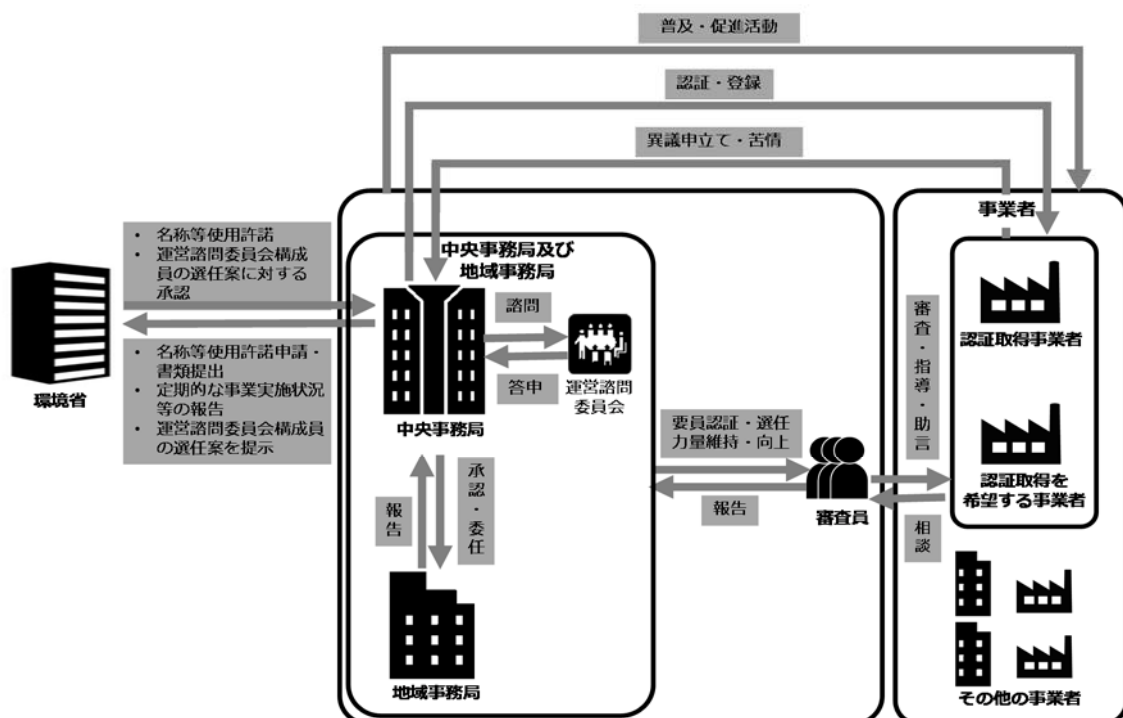 普及・促進活動
認証・登録
異議申立て・苦情
• 名称等使用許諾
• 運営諮問委員会構成
員の選任案に対する
承認
環境省
• 名称等使用許諾申請・
書類提出
• 定期的な事業実施状況
等の報告
• 運営諮問委員会構成員
の選任案を提示
中央事務局及び
地域事務局
諮問
答申
運営諮問
委員会
中央事務局
報告
承認・委任
地域事務局
要員認証・選任
力量維持・向上
報告
審査員
審査・指導・助言
相談
事業者
認証取得事業者
認証取得を
希望する事業者
その他の事業者